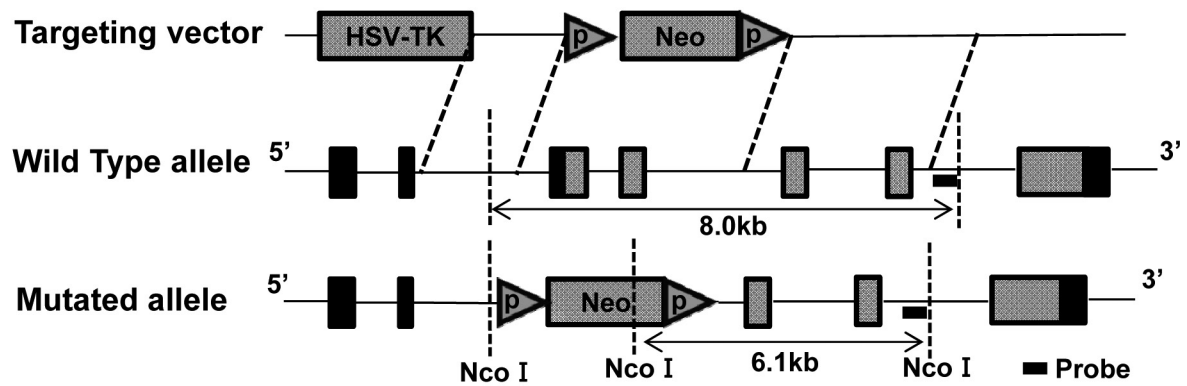 Targeting vector HSV-TK p Neo p
Wild Type allele 5’ 3’
8.0kb
Mutated allele 5’ p Neo p 3’
6.1kb
Nco I Nco I Nco I Probe